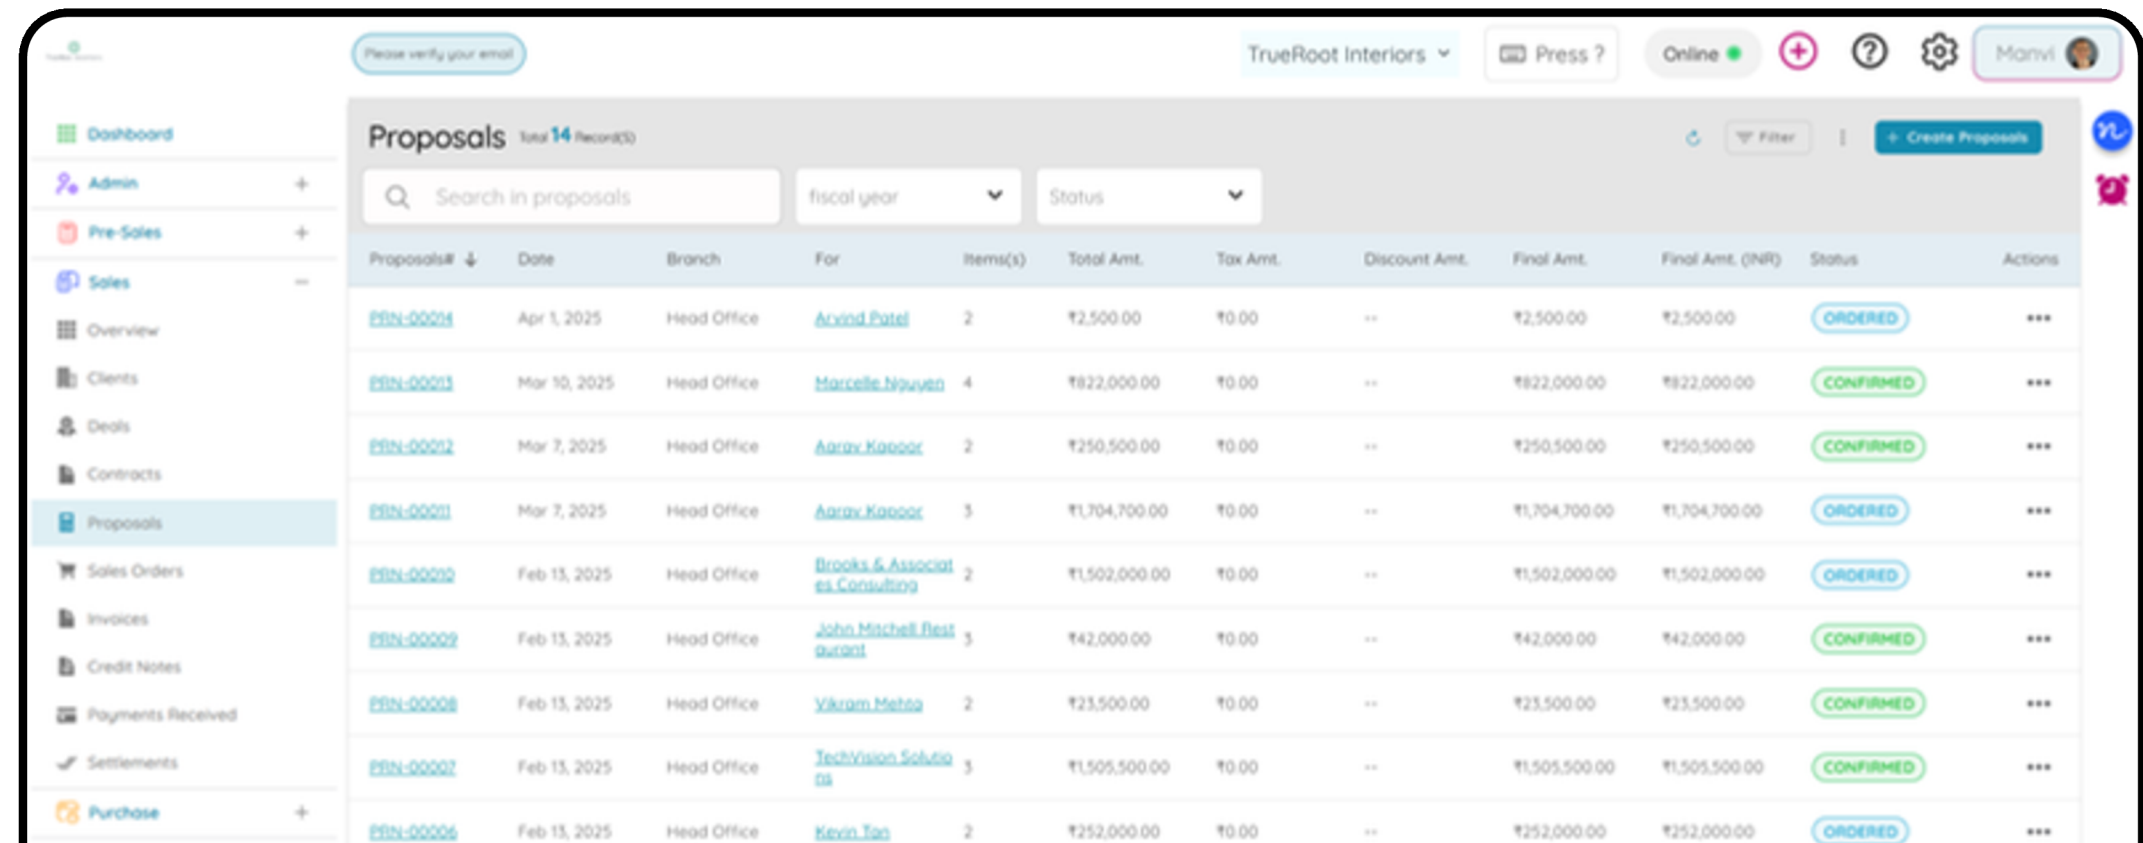 Please verify your email
TrueRoot Interiors
Press ?
Online
Manvi
Dashboard
Admin +
Pre-Sales +
Sales −
Overview
Clients
Deals
Contracts
Proposals
Sales Orders
Invoices
Credit Notes
Payments Received
Settlements
Purchase +
Proposals Total 14 Record(S)
Filter
+ Create Proposals
Search in proposals
fiscal year
Status
Proposals# Date Branch For Items(s) Total Amt. Tax Amt. Discount Amt. Final Amt. Final Amt. (INR) Status Actions
PRN-00014 Apr 1, 2025 Head Office Arvind Patel 2 ₹2,500.00 ₹0.00 -- ₹2,500.00 ₹2,500.00 ORDERED
PRN-00013 Mar 10, 2025 Head Office Marcelle Nguyen 4 ₹822,000.00 ₹0.00 -- ₹822,000.00 ₹822,000.00 CONFIRMED
PRN-00012 Mar 7, 2025 Head Office Aarav Kapoor 2 ₹250,500.00 ₹0.00 -- ₹250,500.00 ₹250,500.00 CONFIRMED
PRN-00011 Mar 7, 2025 Head Office Aarav Kapoor 3 ₹1,704,700.00 ₹0.00 -- ₹1,704,700.00 ₹1,704,700.00 ORDERED
PRN-00010 Feb 13, 2025 Head Office Brooks & Associat 2 ₹1,502,000.00 ₹0.00 -- ₹1,502,000.00 ₹1,502,000.00 ORDERED
es Consulting
PRN-00009 Feb 13, 2025 Head Office John Mitchell Rest 3 ₹42,000.00 ₹0.00 -- ₹42,000.00 ₹42,000.00 CONFIRMED
aurant
PRN-00008 Feb 13, 2025 Head Office Vikram Mehta 2 ₹23,500.00 ₹0.00 -- ₹23,500.00 ₹23,500.00 CONFIRMED
PRN-00007 Feb 13, 2025 Head Office TechVision Solutio 3 ₹1,505,500.00 ₹0.00 -- ₹1,505,500.00 ₹1,505,500.00 CONFIRMED
ns
PRN-00006 Feb 13, 2025 Head Office Kevin Tan 2 ₹252,000.00 ₹0.00 -- ₹252,000.00 ₹252,000.00 ORDERED